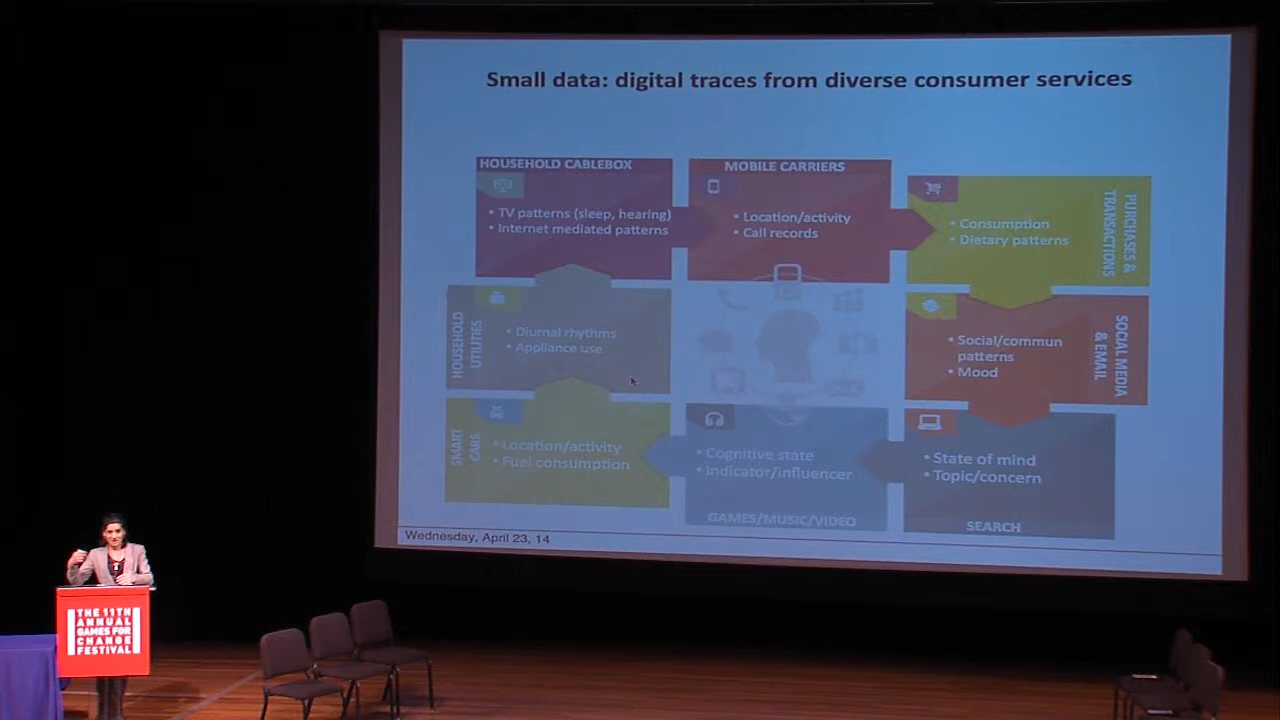 Small data: digital traces from diverse consumer services
HOUSEHOLD CABLEBOX
• TV patterns (sleep, hearing)
• Internet mediated patterns
MOBILE CARRIERS
• Location/activity
• Call records
• Consumption
• Dietary patterns
PURCHASES &
TRANSACTIONS
HOUSEHOLD
UTILITIES
• Diurnal rhythms
• Appliance use
• Social/commun
patterns
• Mood
SOCIAL MEDIA
& EMAIL
SMART
CARS
• Location/activity
• Fuel consumption
• Cognitive state
• Indicator/influencer
GAMES/MUSIC/VIDEO
• State of mind
• Topic/concern
SEARCH
Wednesday, April 23, 14
THE 11TH
ANNUAL
GAMES FOR
CHANGE
FESTIVAL